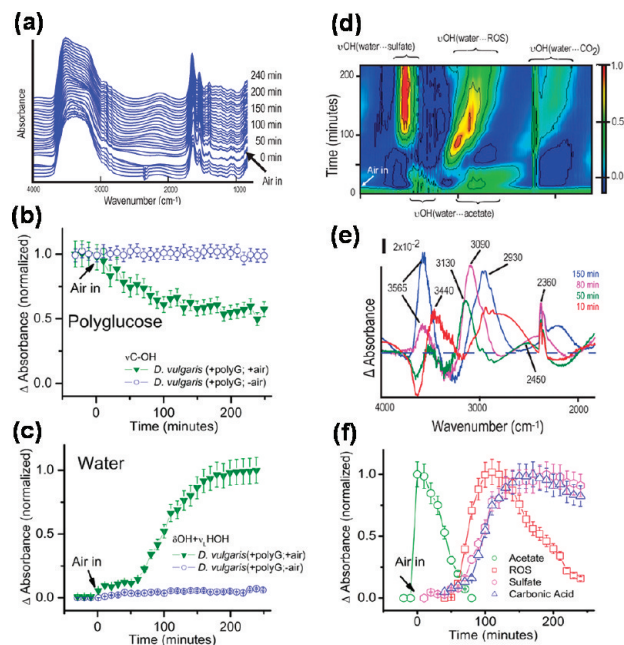 (a)
Absorbance
240 min
200 min
150 min
100 min
50 min
0 min
Air in
4000 3000 2000 1000
Wavenumber (cm-1)
(b)
Δ Absorbance (normalized)
1.0
0.5
0.0
Air in
Polyglucose
νC-OH
D. vulgaris (+polyG; +air)
D. vulgaris (+polyG; -air)
0 100 200
Time (minutes)
(c)
Δ Absorbance (normalized)
1.0
0.5
0.0
Water
δOH+νLHOH
D. vulgaris(+polyG;+air)
D. vulgaris(+polyG,-air)
Air in
0 100 200
Time (minutes)
(d)
υOH(water···sulfate)
υOH(water···ROS)
υOH(water···CO2)
Time (minutes)
200
100
0
Air in
1.0
0.5
0.0
υOH(water···acetate)
(e)
2x10-2
Δ Absorbance
3565
3440
3130
3090
2930
2360
2450
150 min
80 min
50 min
10 min
4000 3000 2000
Wavenumber (cm-1)
(f)
Δ Absorbance (normalized)
1.0
0.5
0.0
Air in
Acetate
ROS
Sulfate
Carbonic Acid
0 100 200
Time (minutes)